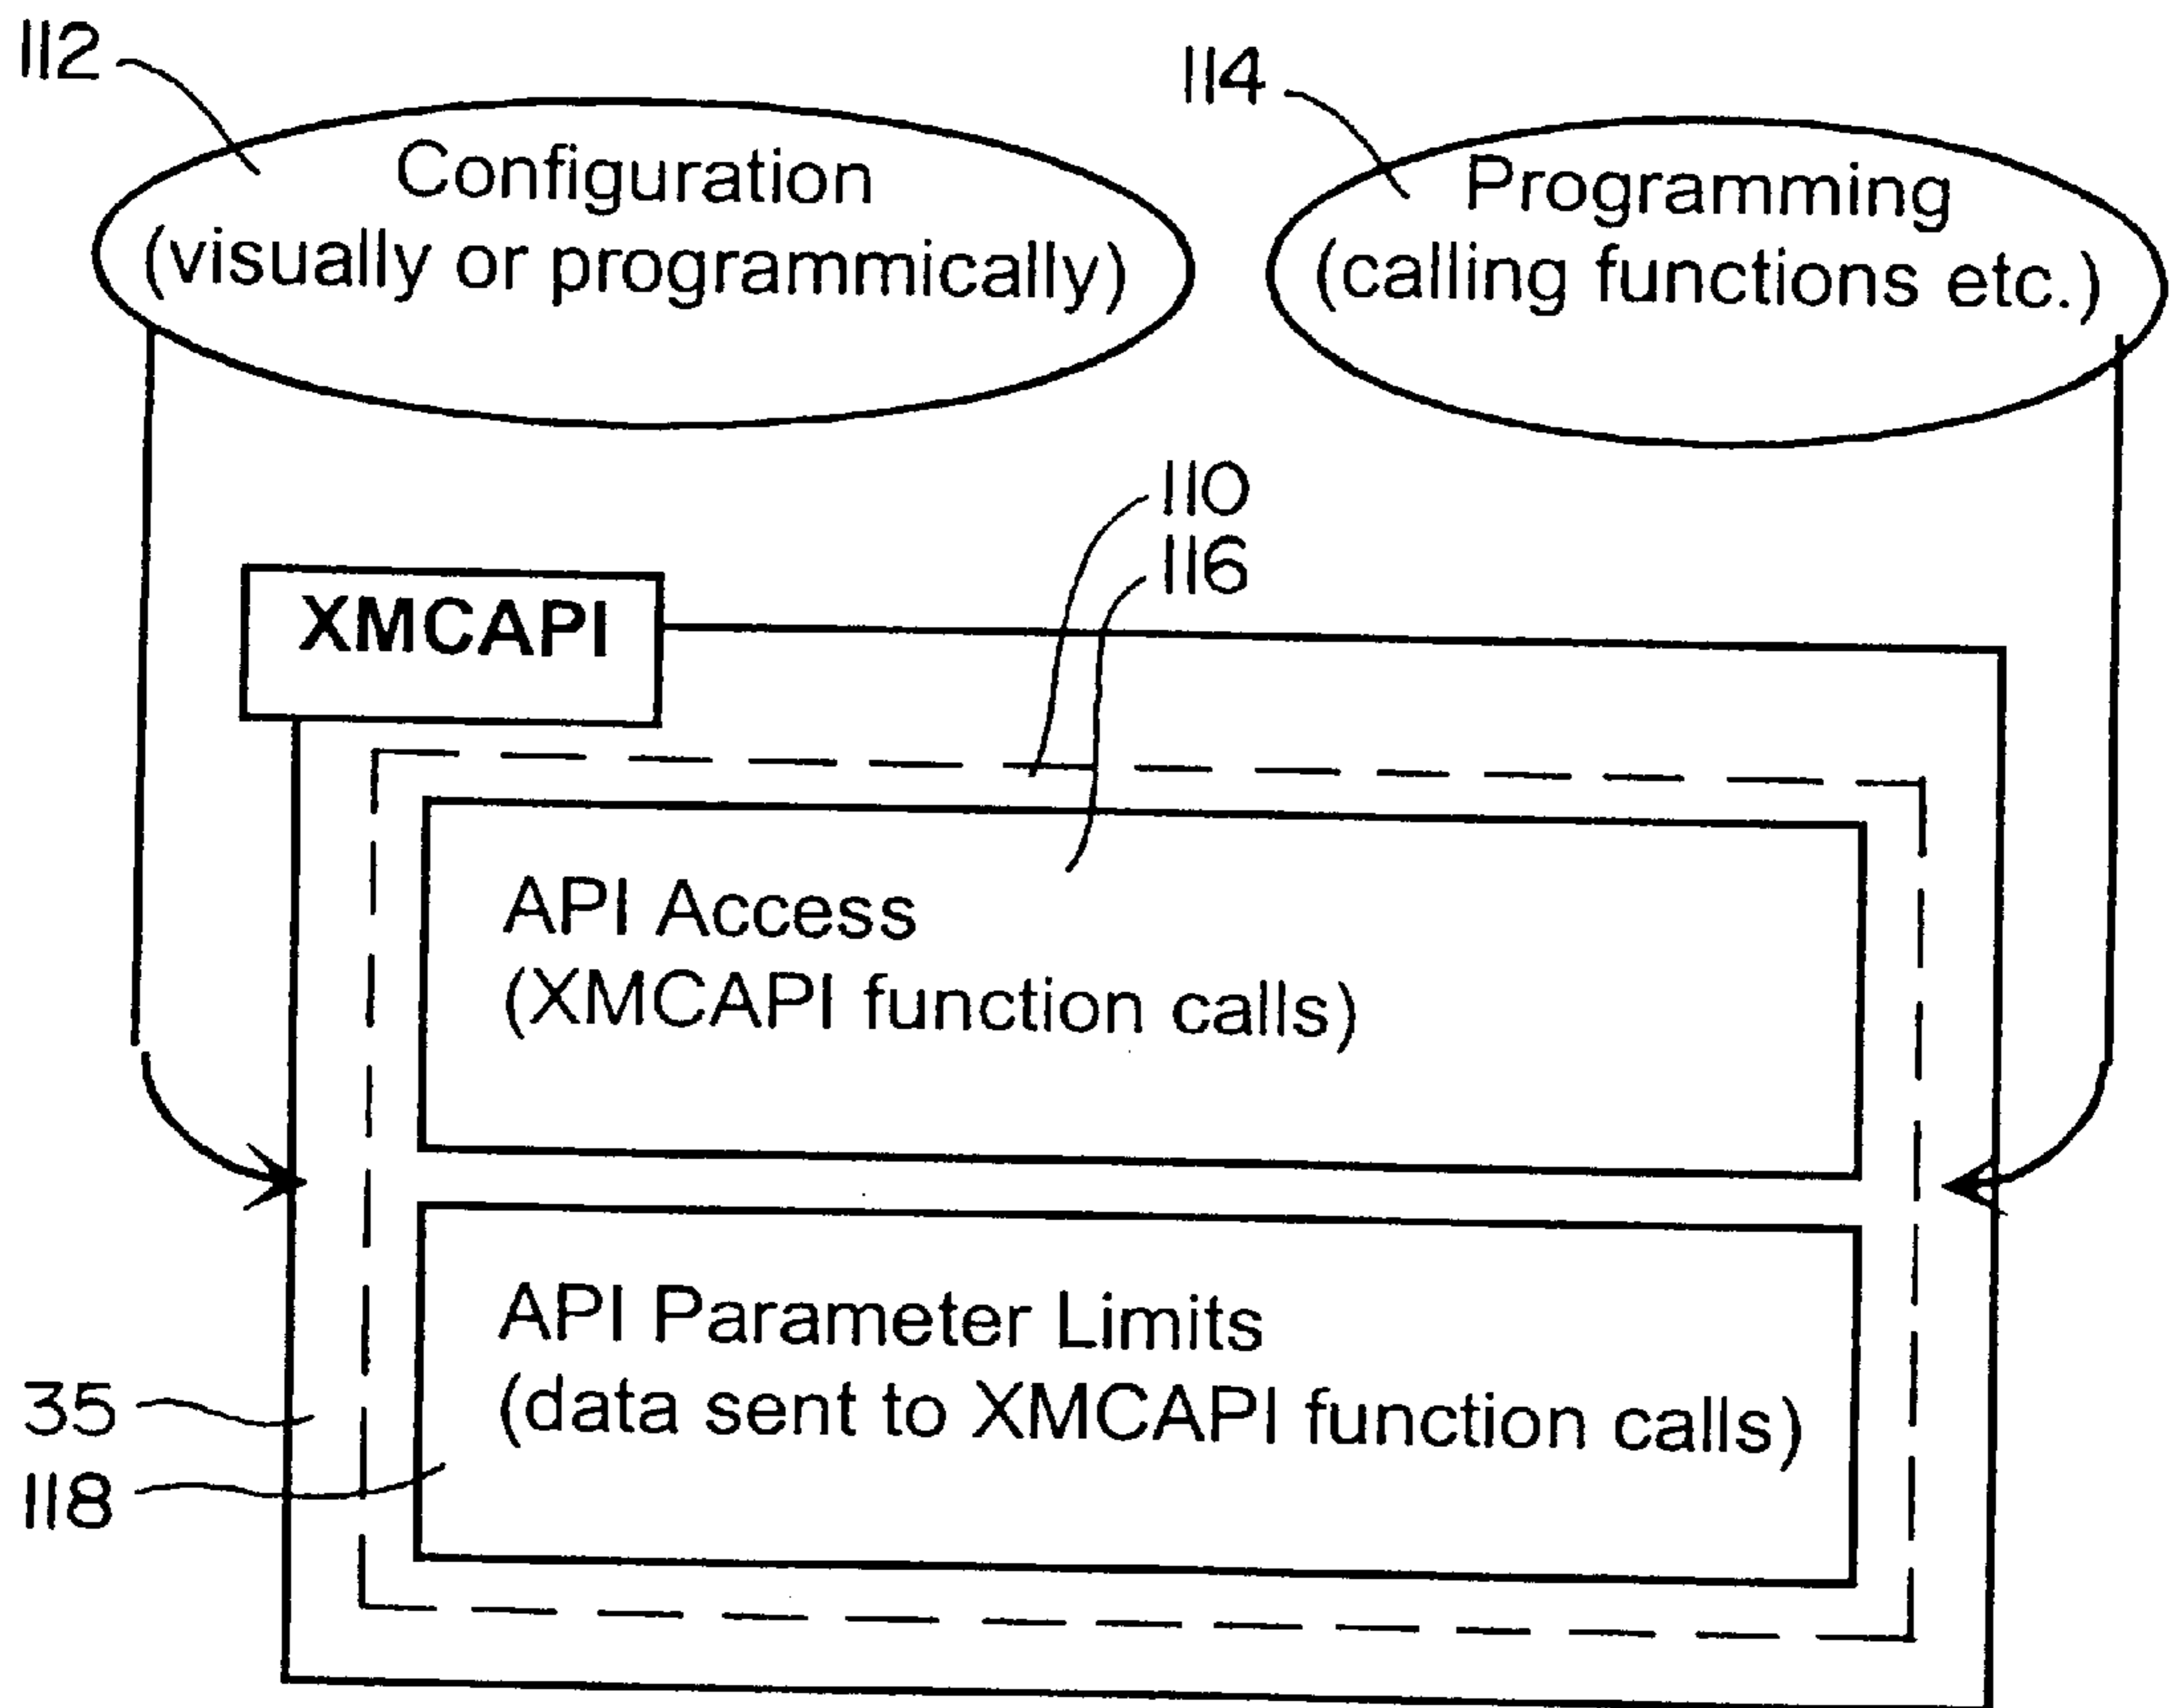 112
114
Configuration
(visually or programmically)
Programming
(calling functions etc.)
110
116
XMCAPI
API Access
(XMCAPI function calls)
API Parameter Limits
(data sent to XMCAPI function calls)
35
118